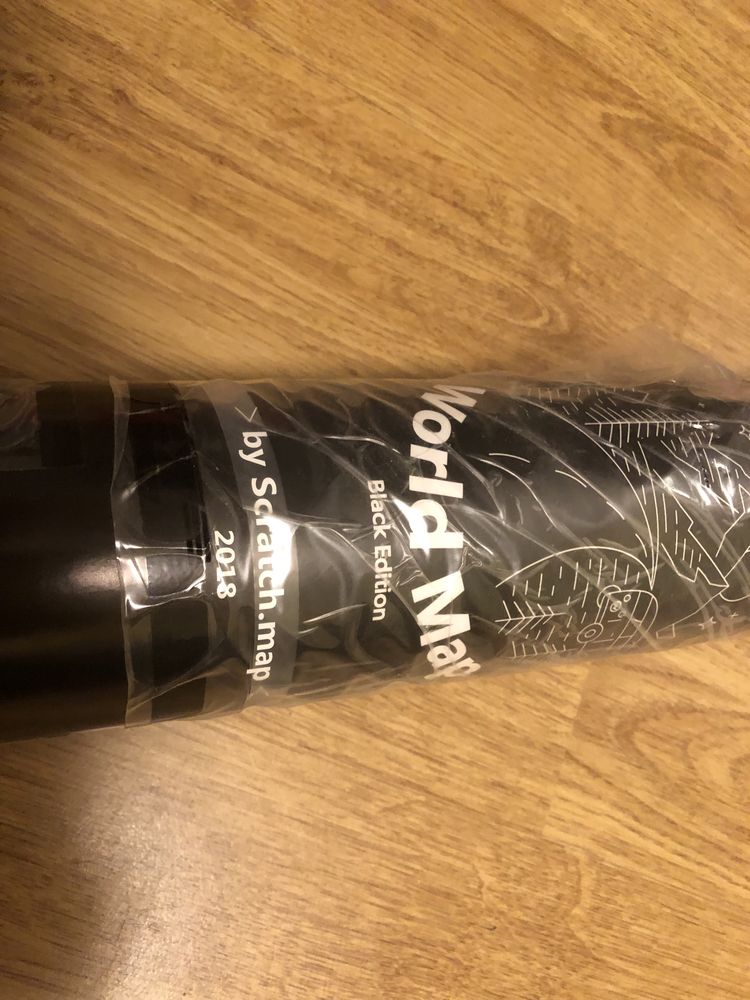 World Map
Black Edition
> by Scratch.map <
2018